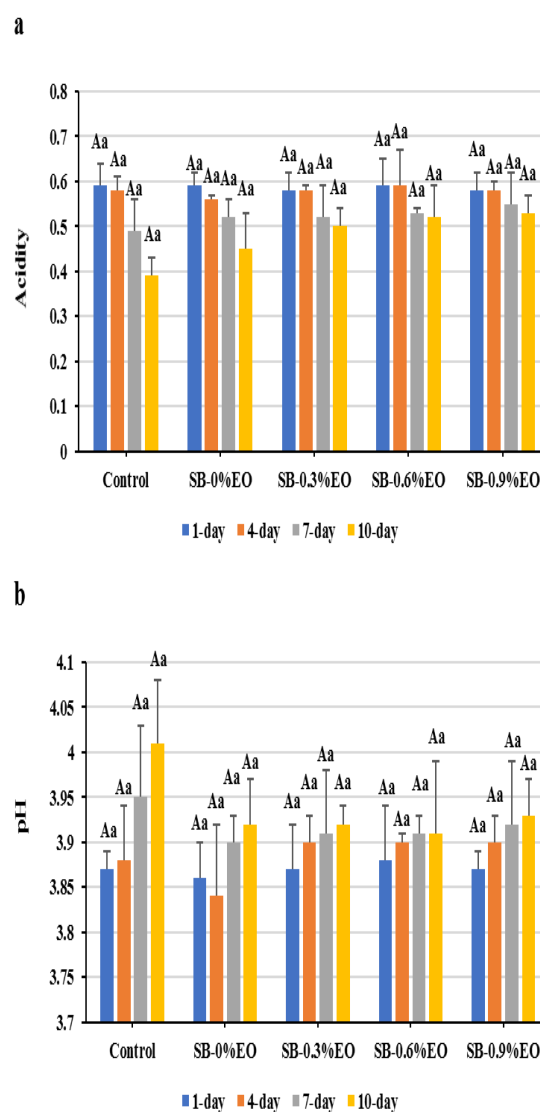 a
Acidity
0.8
0.7
0.6
0.5
0.4
0.3
0.2
0.1
0
Aa Aa Aa Aa Aa Aa Aa Aa Aa Aa Aa Aa Aa Aa Aa Aa Aa Aa Aa Aa
Control SB-0%EO SB-0.3%EO SB-0.6%EO SB-0.9%EO
1-day 4-day 7-day 10-day
b
pH
4.1
4.05
4
3.95
3.9
3.85
3.8
3.75
3.7
Aa Aa Aa Aa Aa Aa Aa Aa Aa Aa Aa Aa Aa Aa Aa Aa Aa Aa Aa Aa
Control SB-0%EO SB-0.3%EO SB-0.6%EO SB-0.9%EO
1-day 4-day 7-day 10-day